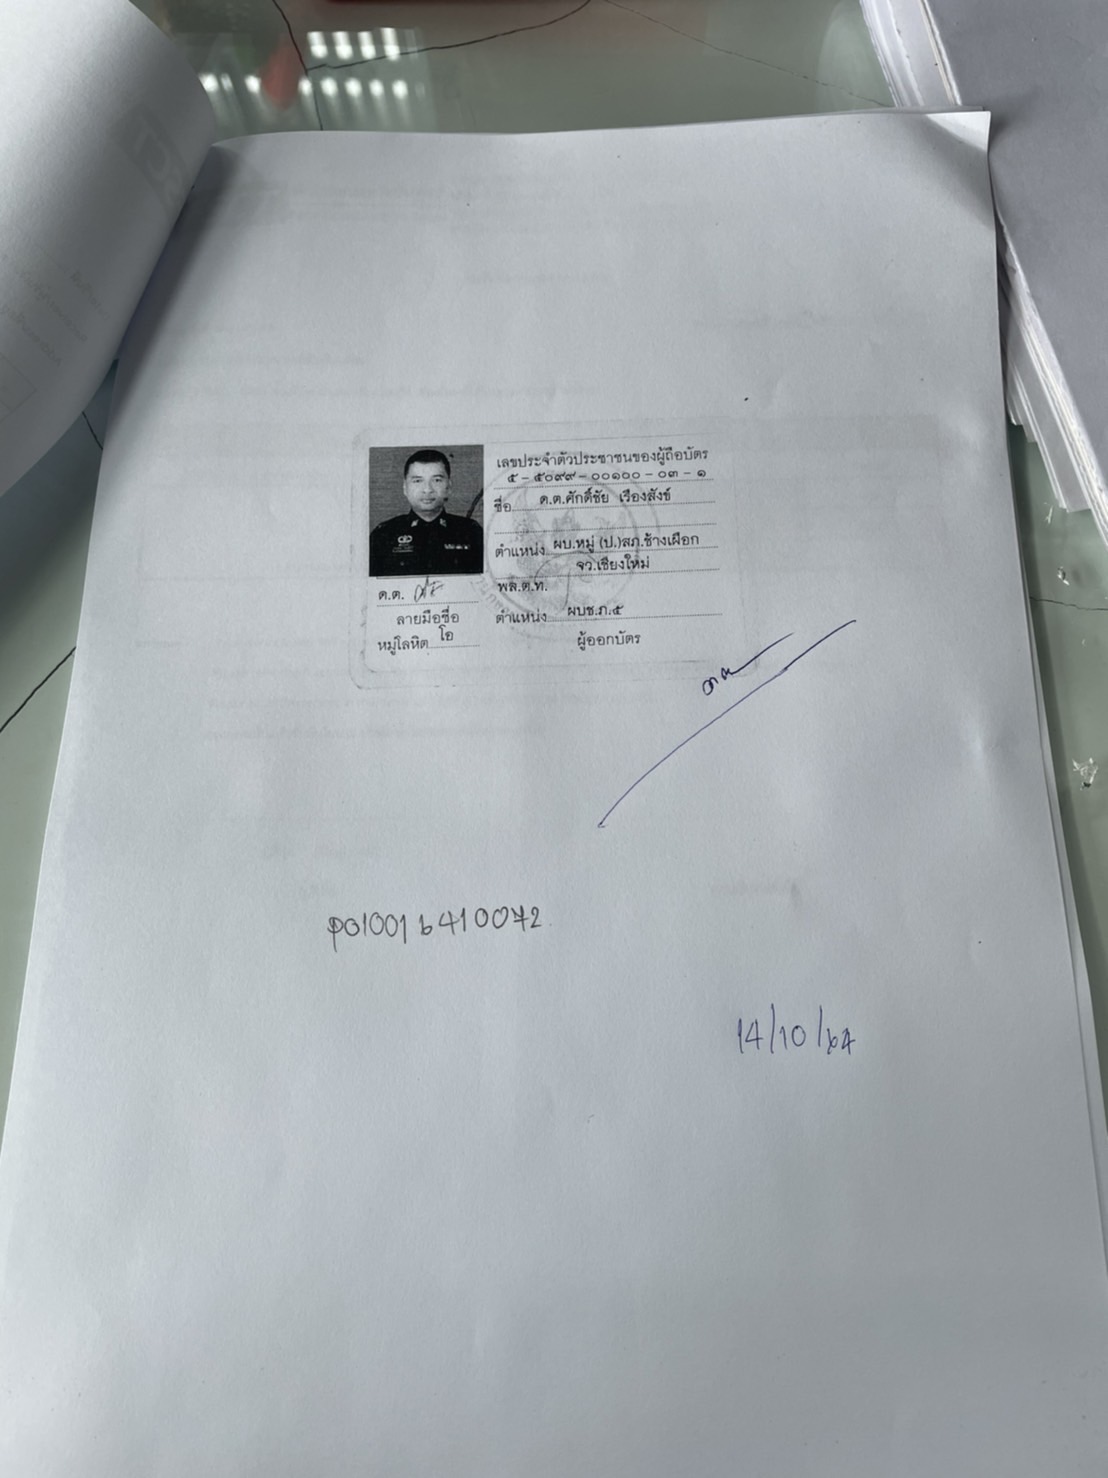 เลขประจำตัวประชาชนของผู้ถือบัตร
๕ - ๕๐๙๙ - ๐๐๑๐๐ - ๐๓ - ๑
ชื่อ ด.ต.ศักดิ์ชัย เรืองสังข์
ตำแหน่ง ผบ.หมู่ (ป.)สภ.ช้างเผือก
จว.เชียงใหม่
ด.ต.
พล.ต.ท.
ลายมือชื่อ
ตำแหน่ง ผบช.ภ.๕
หมู่โลหิต โอ
ผู้ออกบัตร
PO10016410072
14/10/64